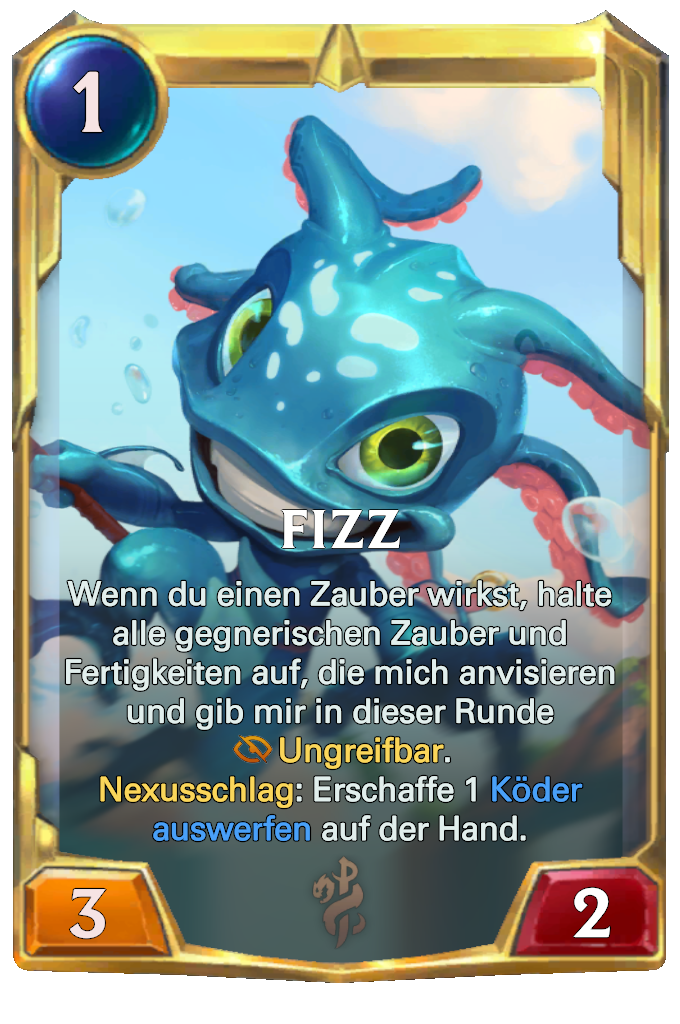 1
FIZZ
Wenn du einen Zauber wirkst, halte
alle gegnerischen Zauber und
Fertigkeiten auf, die mich anvisieren
und gib mir in dieser Runde
Ungreifbar.
Nexusschlag: Erschaffe 1 Köder
auswerfen auf der Hand.
3
2